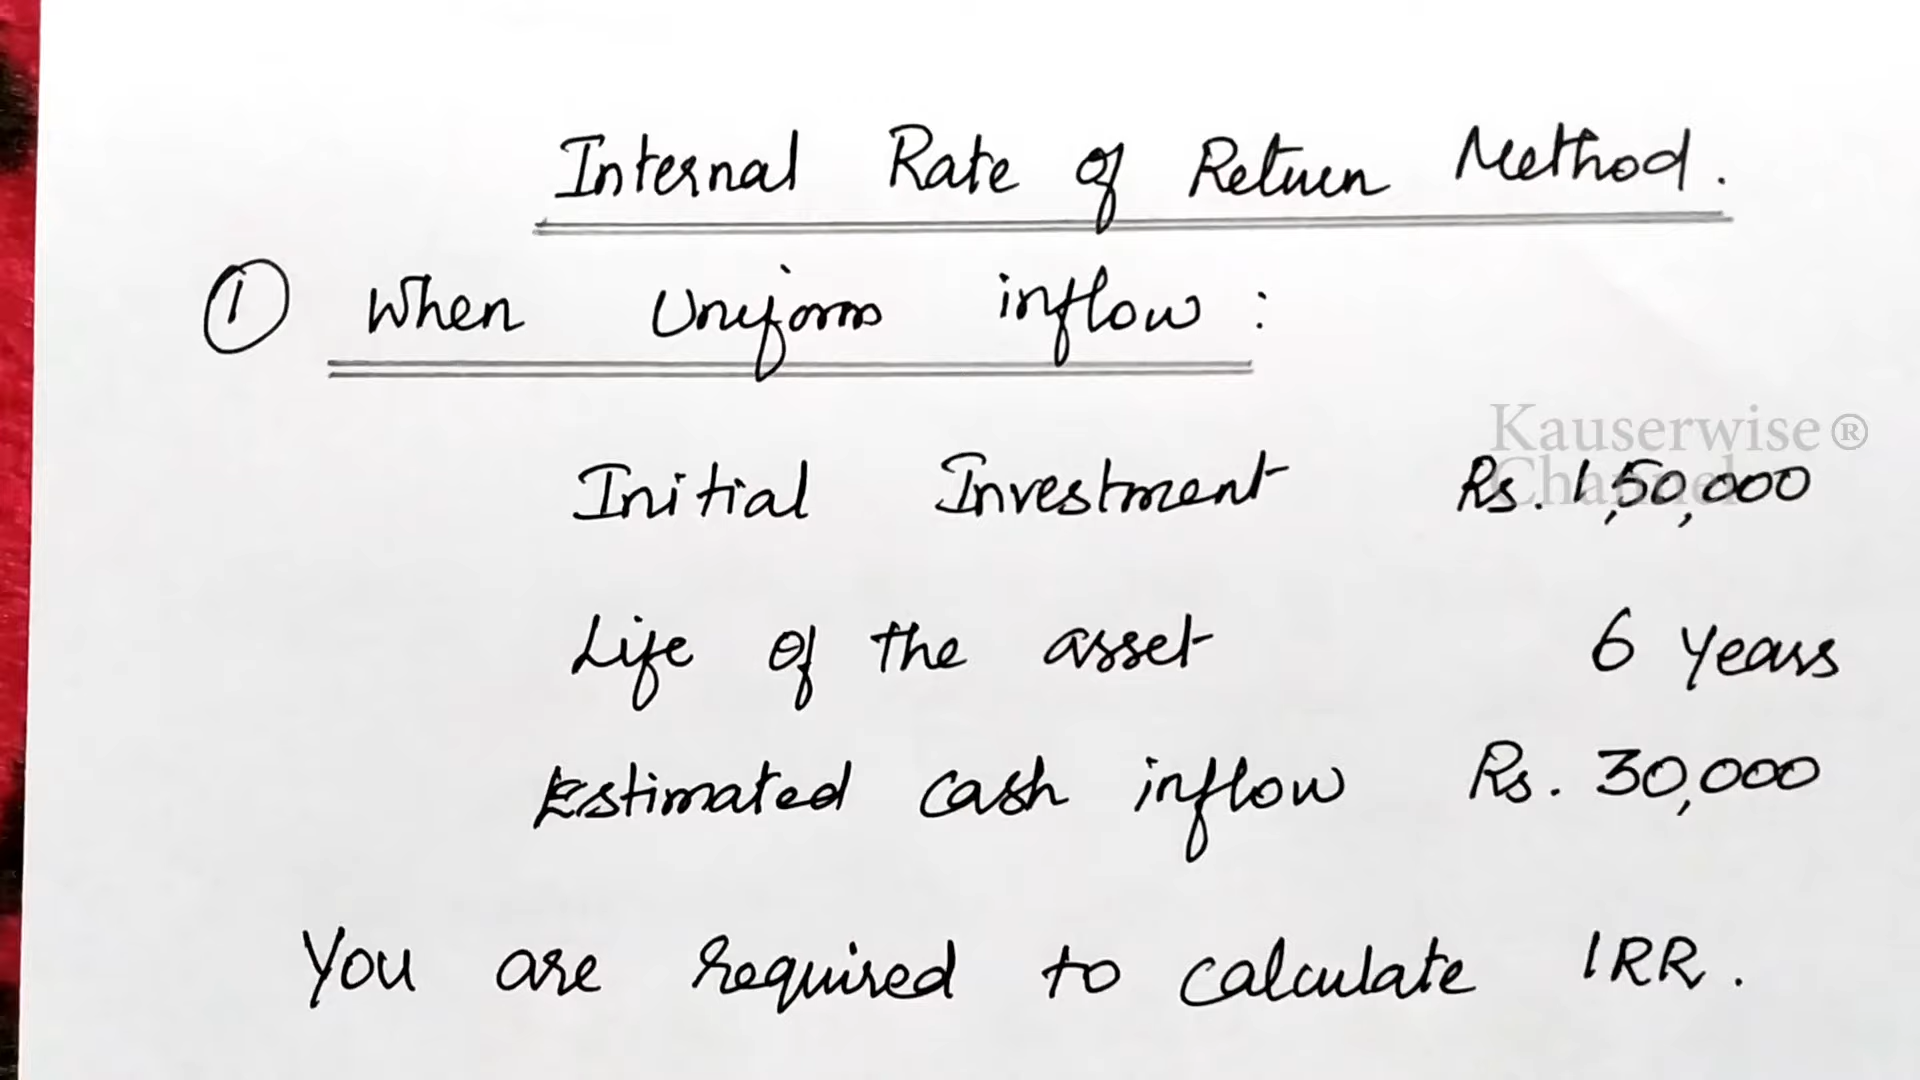 Internal Rate of Return Method.
① When Uniform inflow :
Kauserwise®
Channel
Initial Investment Rs. 1,50,000
Life of the asset 6 years
Estimated cash inflow Rs. 30,000
You are required to calculate IRR.